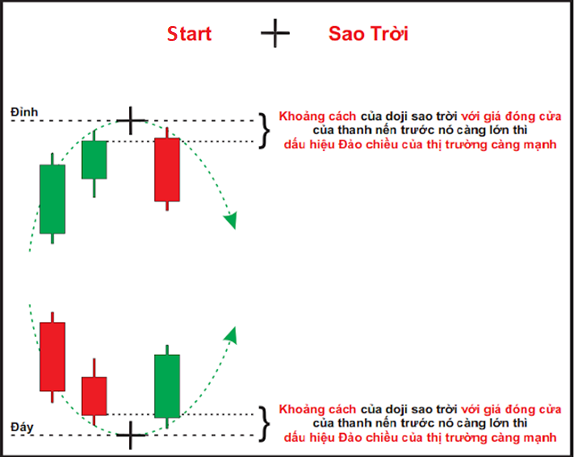 Start + Sao Trời
Đỉnh
Khoảng cách của doji sao trời với giá đóng cửa
của thanh nến trước nó càng lớn thì
dấu hiệu Đảo chiều của thị trường càng mạnh
Khoảng cách của doji sao trời với giá đóng cửa
của thanh nến trước nó càng lớn thì
dấu hiệu Đảo chiều của thị trường càng mạnh
Đáy